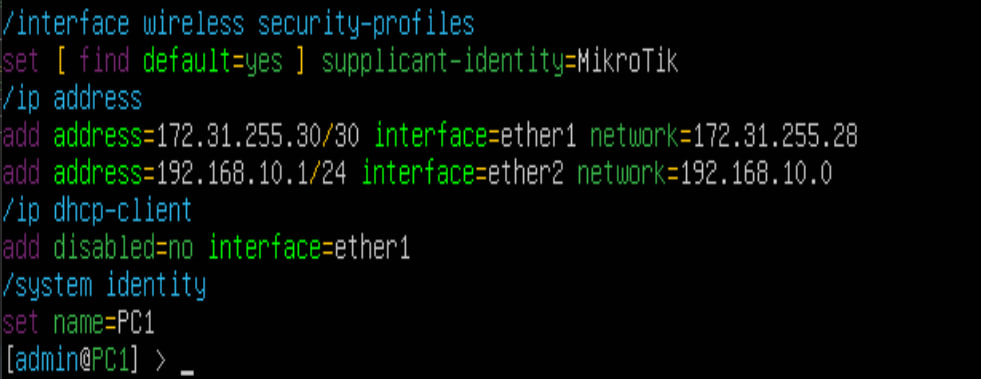 /interface wireless security-profiles
set [ find default=yes ] supplicant-identity=MikroTik
/ip address
add address=172.31.255.30/30 interface=ether1 network=172.31.255.28
add address=192.168.10.1/24 interface=ether2 network=192.168.10.0
/ip dhcp-client
add disabled=no interface=ether1
/system identity
set name=PC1
[admin@PC1] > _